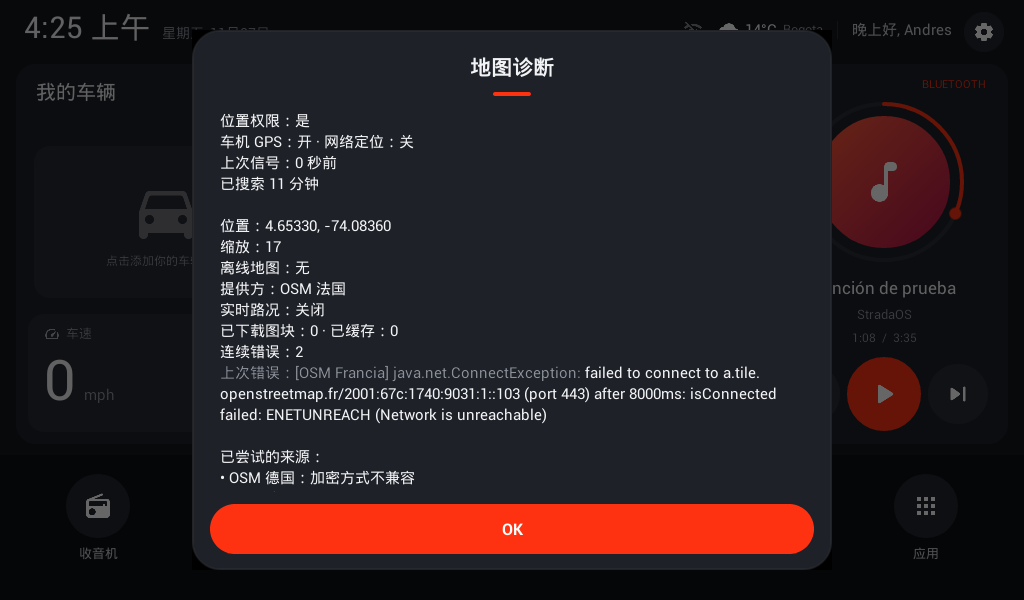 4:25 上午
14°C
晚上好, Andres
我的车辆
BLUETOOTH
地图诊断
位置权限：是
车机 GPS：开 · 网络定位：关
上次信号：0 秒前
已搜索 11 分钟
位置：4.65330, -74.08360
缩放：17
离线地图：无
提供方：OSM 法国
实时路况：关闭
已下载图块：0 · 已缓存：0
连续错误：2
上次错误：[OSM Francia] java.net.ConnectException: failed to connect to a.tile.
openstreetmap.fr/2001:67c:1740:9031:1::103 (port 443) after 8000ms: isConnected
failed: ENETUNREACH (Network is unreachable)
已尝试的来源：
• OSM 德国：加密方式不兼容
OK
点击添加你的车
车速
0 mph
nción de prueba
StradaOS
1:08 / 3:35
收音机
应用